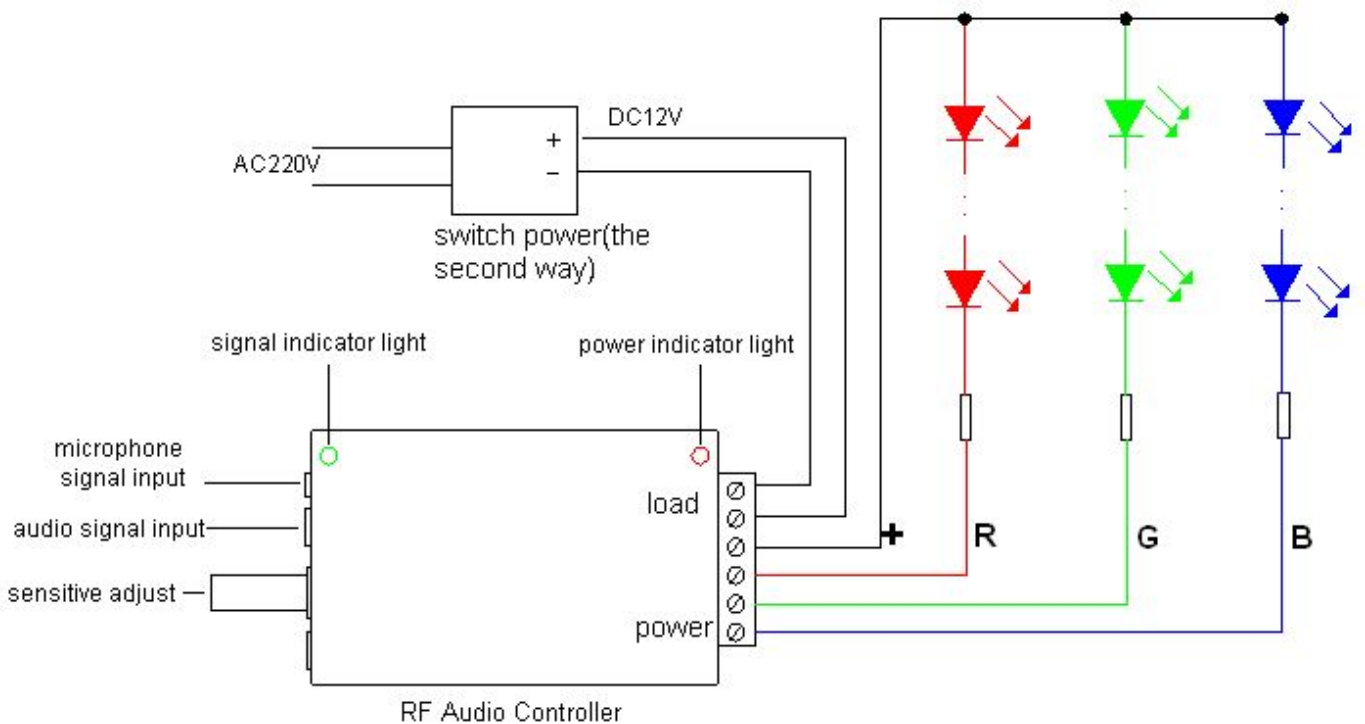 DC12V
+
AC220V
−
switch power(the
second way)
signal indicator light
power indicator light
microphone
signal input
load
audio signal input
+
R
G
B
sensitive adjust
power
RF Audio Controller